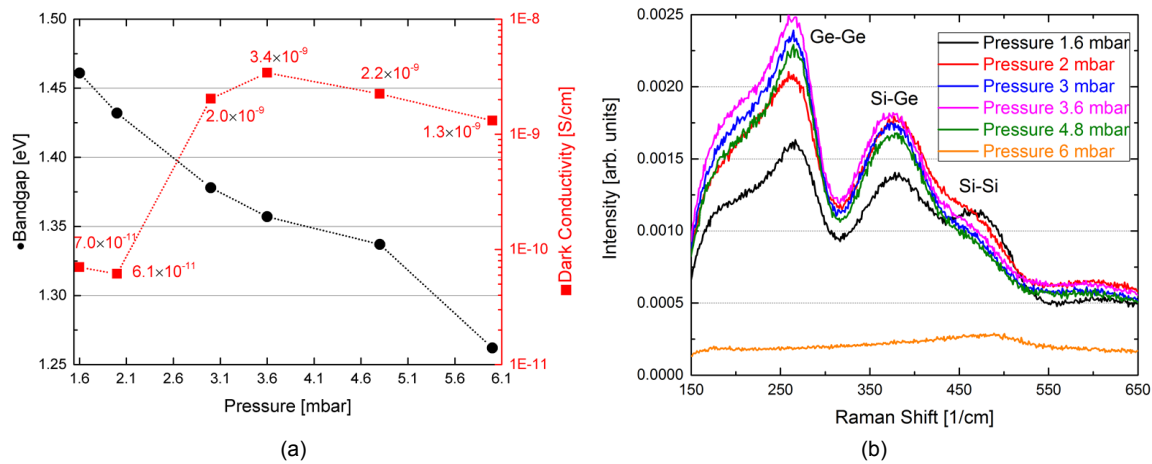 1.50
1.45
1.40
1.35
1.30
1.25
●Bandgap [eV]
1.6 2.1 2.6 3.1 3.6 4.1 4.6 5.1 5.6 6.1
Pressure [mbar]
7.0×10⁻¹¹
6.1×10⁻¹¹
2.0×10⁻⁹
3.4×10⁻⁹
2.2×10⁻⁹
1.3×10⁻⁹
1E-8
1E-9
1E-10
1E-11
■Dark Conductivity [S/cm]
(a)
0.0025
0.0020
0.0015
0.0010
0.0005
0.0000
Intensity [arb. units]
Ge-Ge
Si-Ge
Si-Si
Pressure 1.6 mbar
Pressure 2 mbar
Pressure 3 mbar
Pressure 3.6 mbar
Pressure 4.8 mbar
Pressure 6 mbar
150 250 350 450 550 650
Raman Shift [1/cm]
(b)